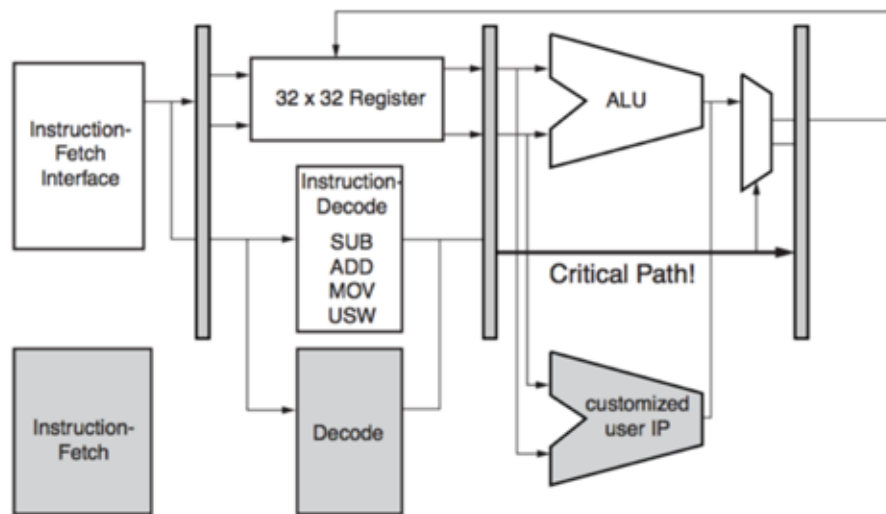 Instruction-
Fetch
Interface
32 x 32 Register
Instruction-
Decode
SUB
ADD
MOV
USW
ALU
Critical Path!
Instruction-
Fetch
Decode
customized
user IP